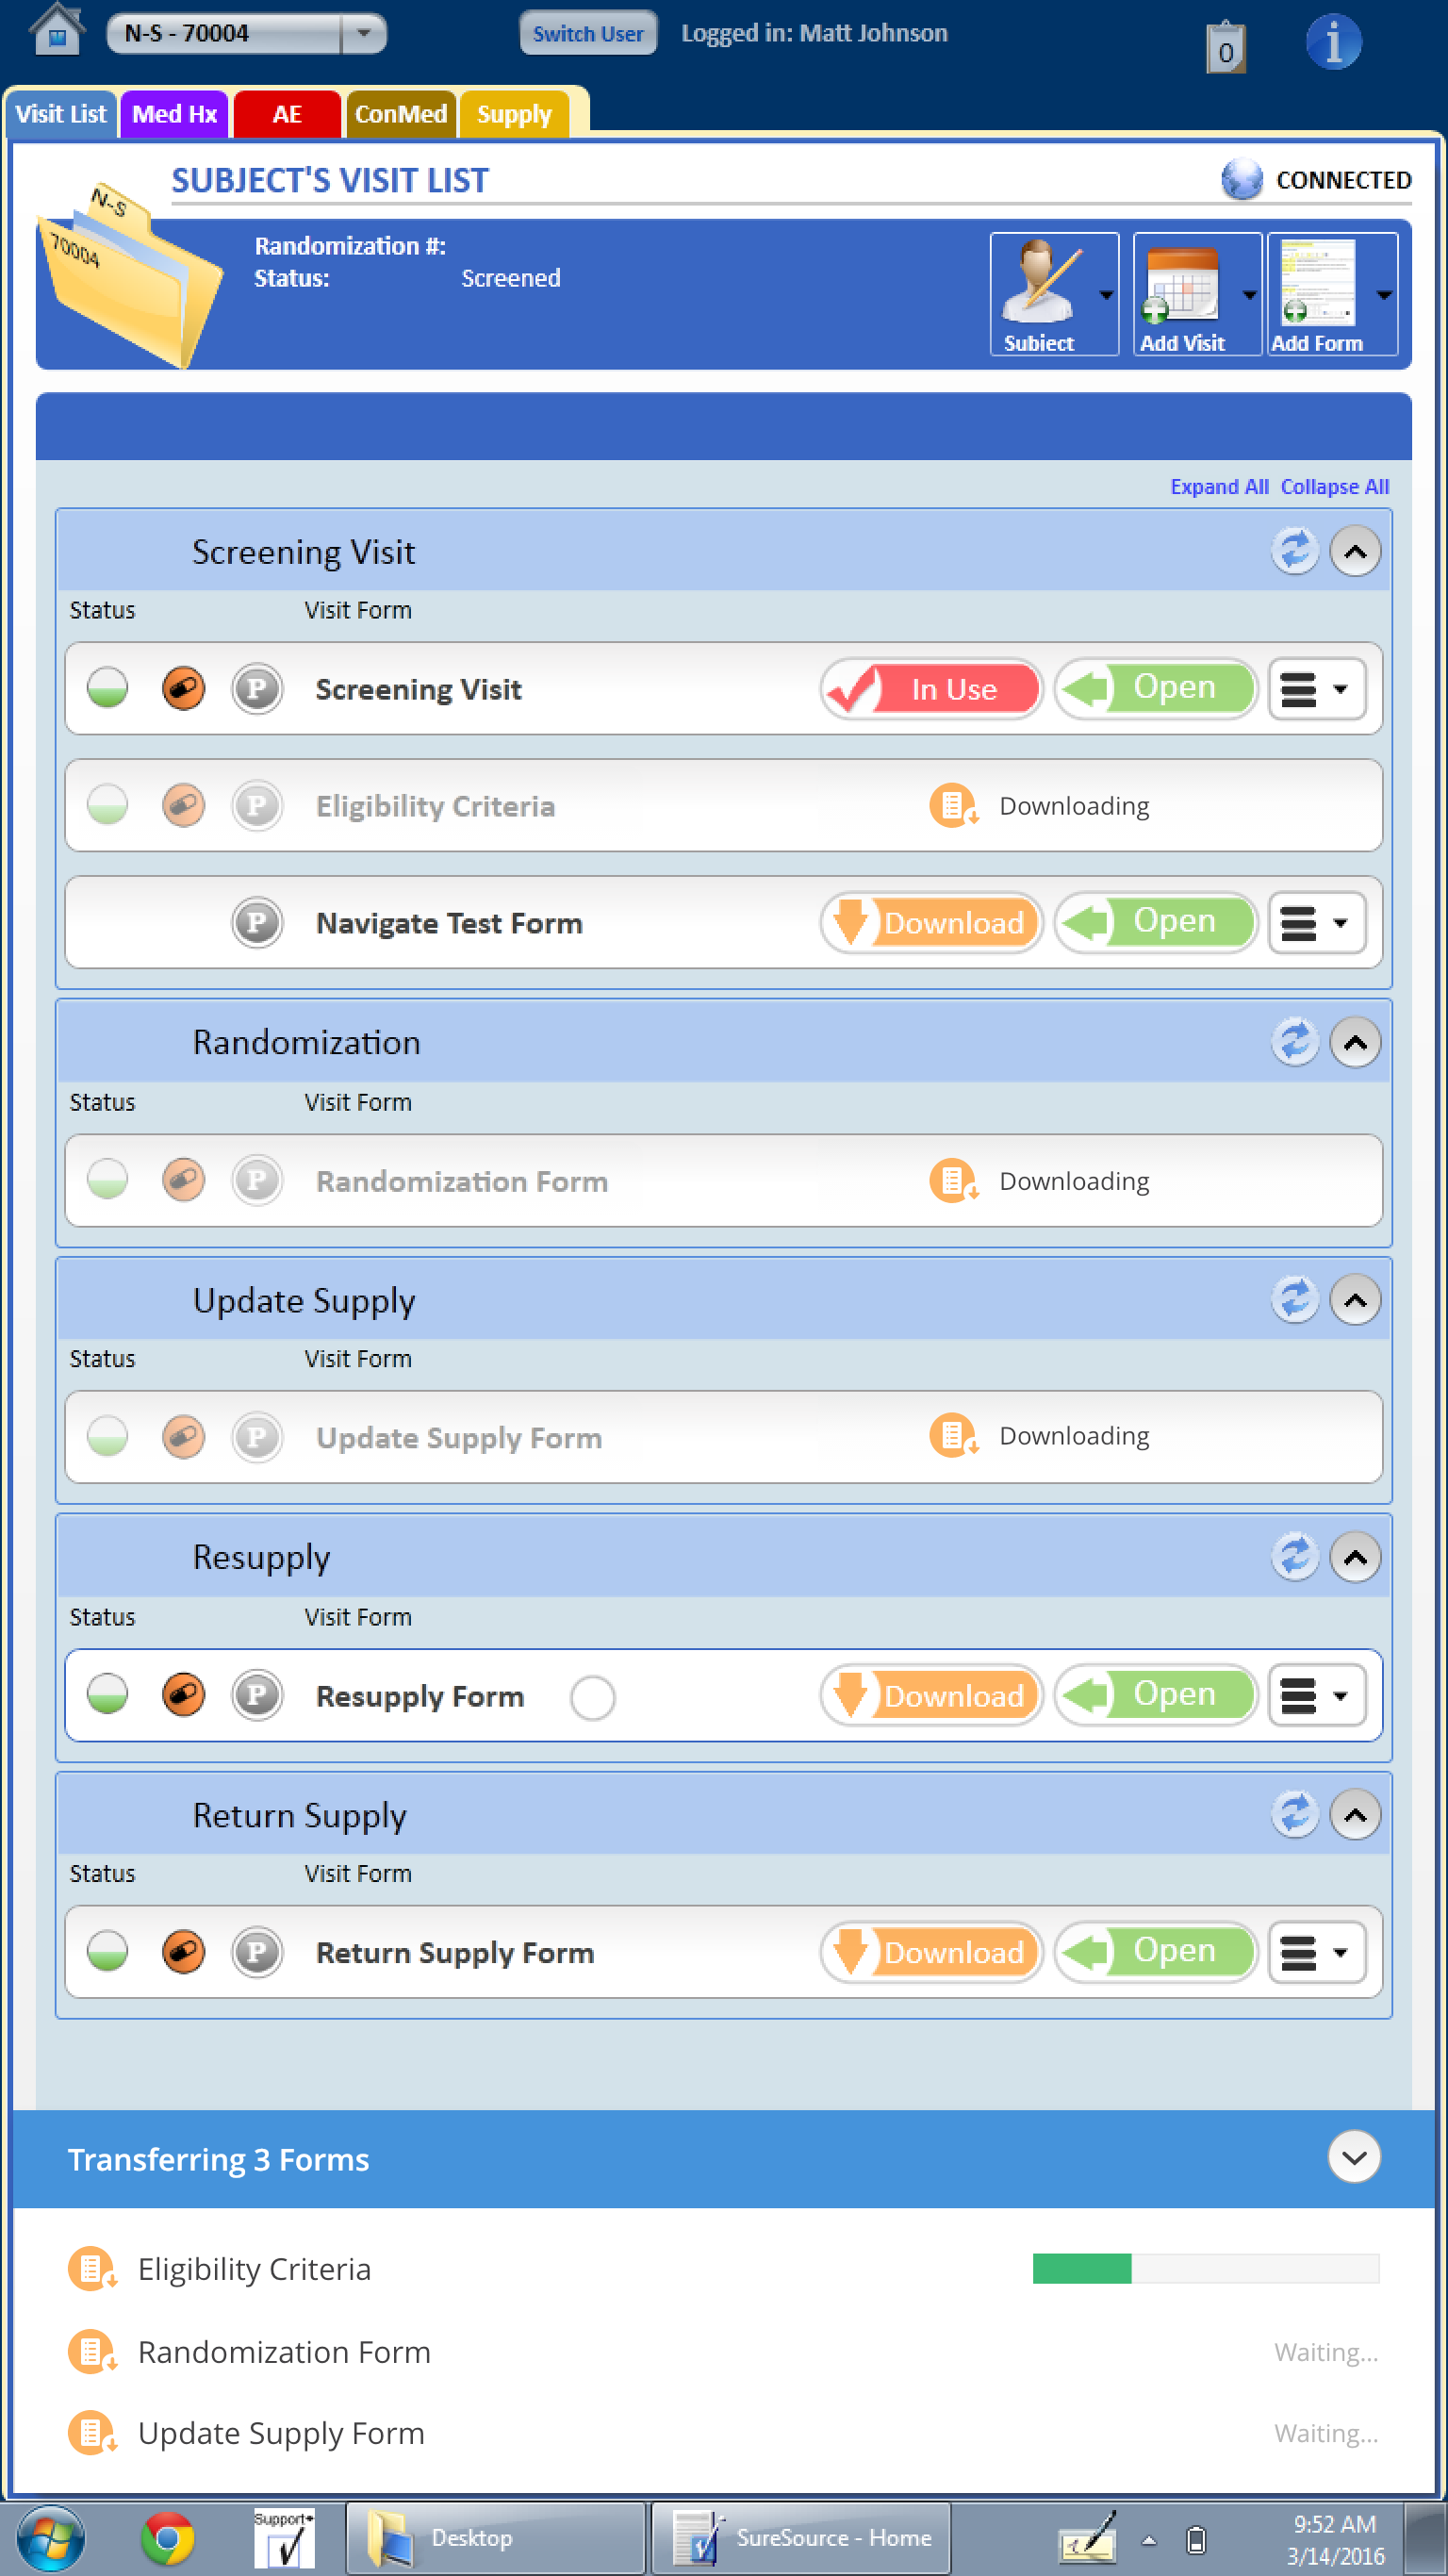 N-S - 70004
Switch User
Logged in: Matt Johnson
0
i
Visit List
Med Hx
AE
ConMed
Supply
SUBJECT'S VISIT LIST
CONNECTED
N-S
70004
Randomization #:
Status: Screened
Subject
Add Visit
Add Form
Expand All Collapse All
Screening Visit
Status Visit Form
P Screening Visit In Use Open
P Eligibility Criteria Downloading
P Navigate Test Form Download Open
Randomization
Status Visit Form
P Randomization Form Downloading
Update Supply
Status Visit Form
P Update Supply Form Downloading
Resupply
Status Visit Form
P Resupply Form Download Open
Return Supply
Status Visit Form
P Return Supply Form Download Open
Transferring 3 Forms
Eligibility Criteria
Randomization Form Waiting...
Update Supply Form Waiting...
Support+
Desktop
SureSource - Home
9:52 AM
3/14/2016